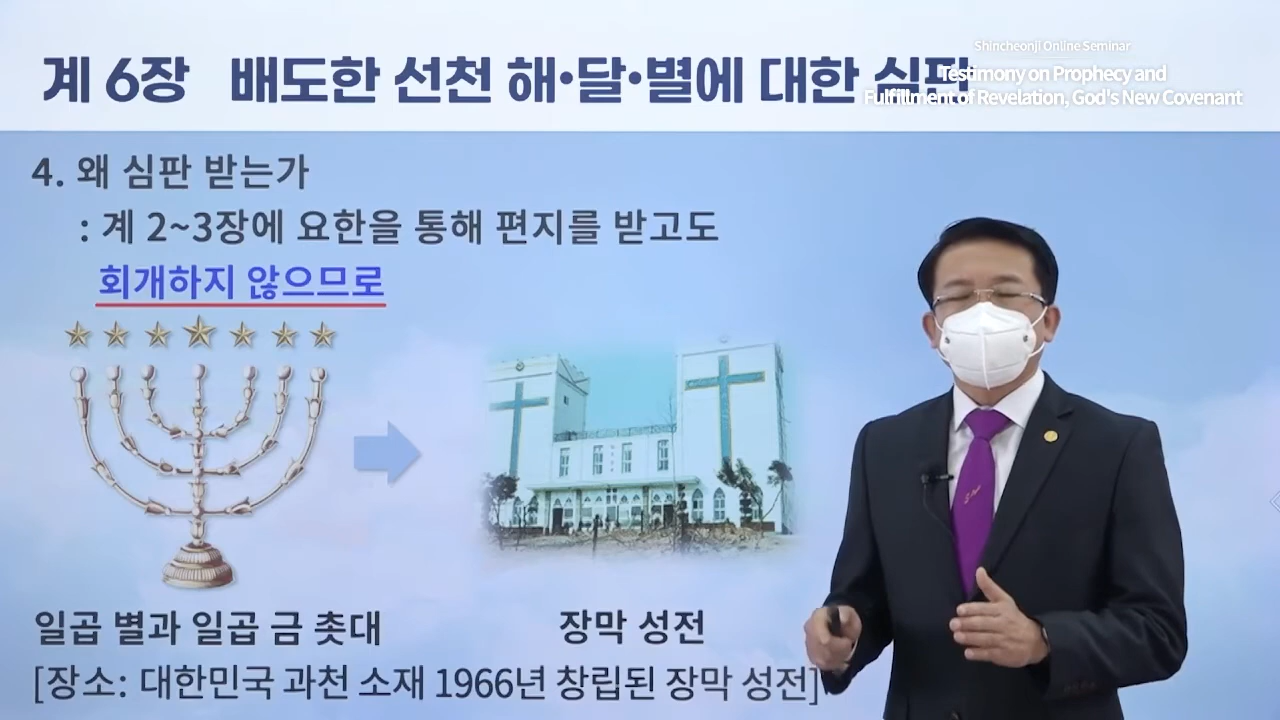 계 6장 배도한 선천 해·달·별에 대한 심판
Shincheonji Online Seminar
Testimony on Prophecy and
Fulfillment of Revelation, God's New Covenant
4. 왜 심판 받는가
: 계 2~3장에 요한을 통해 편지를 받고도
회개하지 않으므로
일곱 별과 일곱 금 촛대
장막 성전
[장소: 대한민국 과천 소재 1966년 창립된 장막 성전]